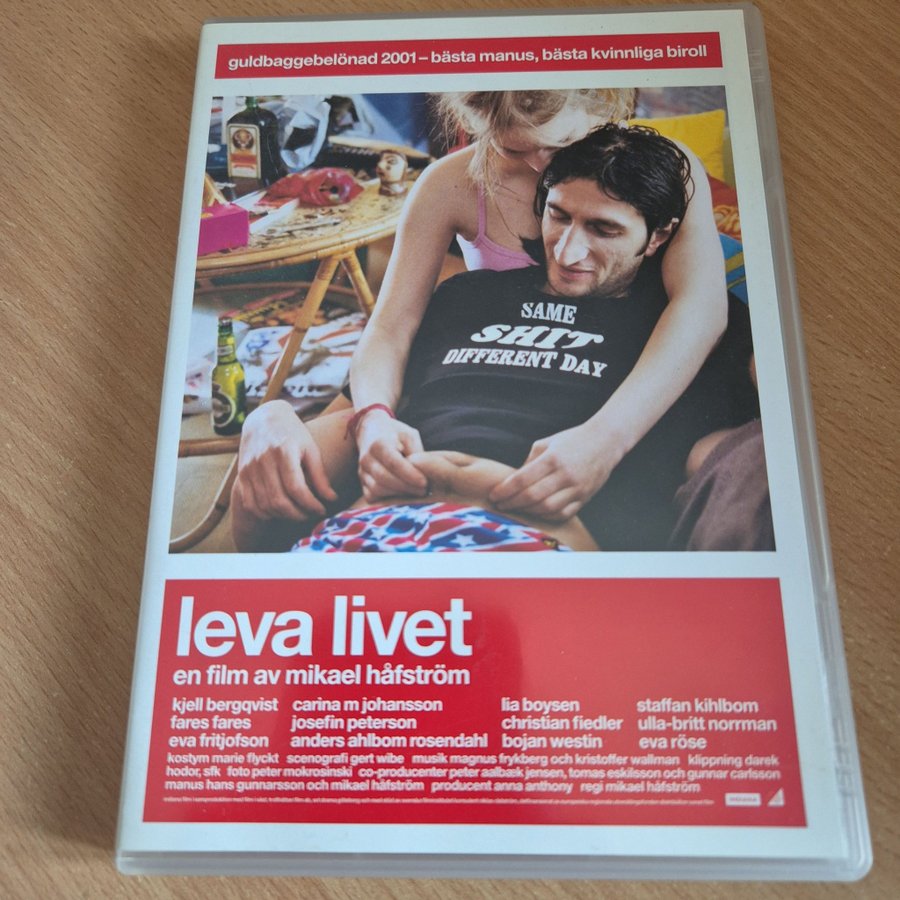 guldbaggebelönad 2001 – bästa manus, bästa kvinnliga biroll
SAME
SHIT
DIFFERENT DAY
leva livet
en film av mikael håfström
kjell bergqvist carina m johansson lia boysen staffan kihlbom
fares fares josefin peterson christian fiedler ulla-britt norrman
eva fritjofson anders ahlbom rosendahl bojan westin eva röse
kostym marie flyckt scenografi gert wibe musik magnus frykberg och kristoffer wallman klippning darek
hodor, sfk foto peter mokrosinski co-producenter peter aalbæk jensen, tomas eskilsson och gunnar carlsson
manus hans gunnarsson och mikael håfström producent anna anthony regi mikael håfström